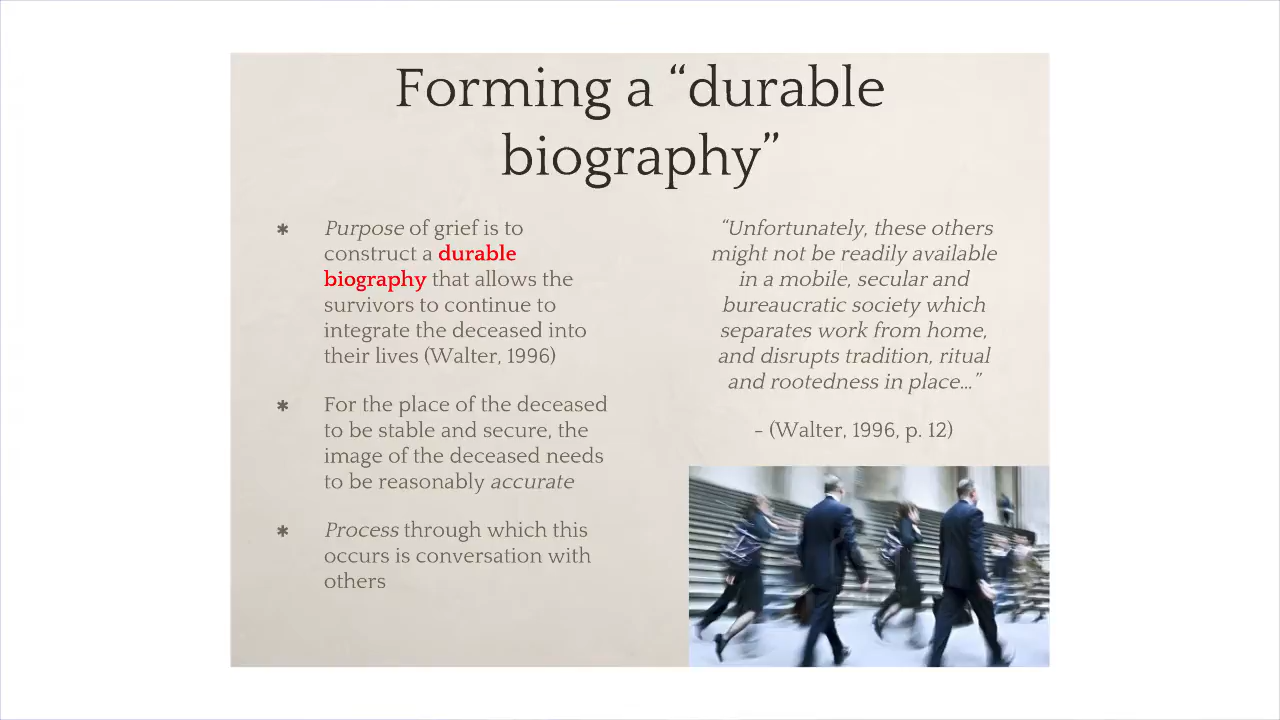 Forming a “durable
biography”
✱ Purpose of grief is to
construct a durable
biography that allows the
survivors to continue to
integrate the deceased into
their lives (Walter, 1996)
✱ For the place of the deceased
to be stable and secure, the
image of the deceased needs
to be reasonably accurate
✱ Process through which this
occurs is conversation with
others
“Unfortunately, these others
might not be readily available
in a mobile, secular and
bureaucratic society which
separates work from home,
and disrupts tradition, ritual
and rootedness in place…”
– (Walter, 1996, p. 12)